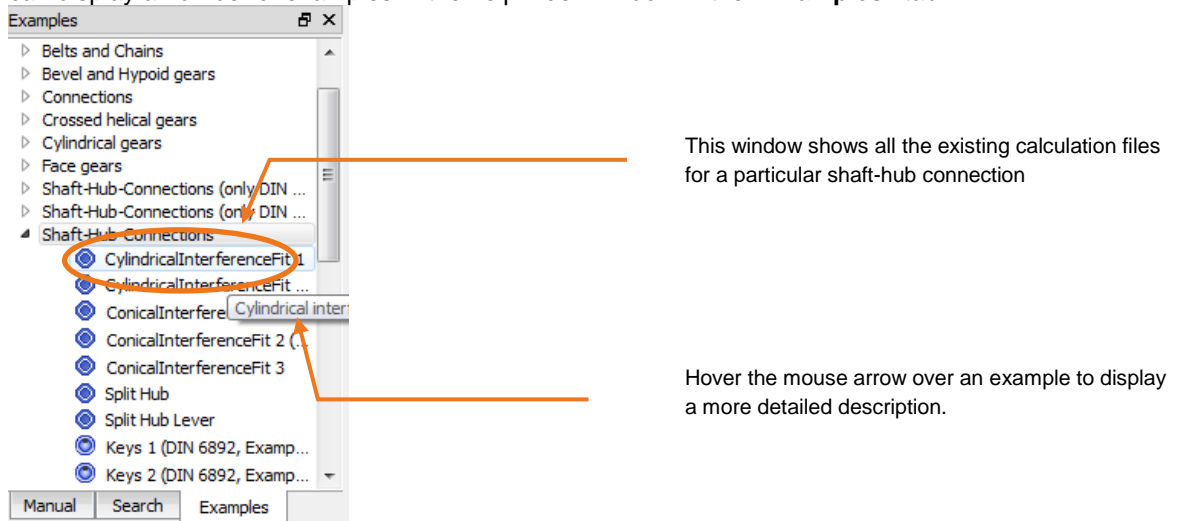 Examples
Belts and Chains
Bevel and Hypoid gears
Connections
Crossed helical gears
Cylindrical gears
Face gears
Shaft-Hub-Connections (only DIN ...
Shaft-Hub-Connections (only DIN ...
Shaft-Hub-Connections
CylindricalInterferenceFit 1
CylindricalInterferenceFit ...
ConicalInterfere
Cylindrical interf
ConicalInterferenceFit 2 (...
ConicalInterferenceFit 3
Split Hub
Split Hub Lever
Keys 1 (DIN 6892, Examp...
Keys 2 (DIN 6892, Examp...
Manual Search Examples
This window shows all the existing calculation files
for a particular shaft-hub connection
Hover the mouse arrow over an example to display
a more detailed description.